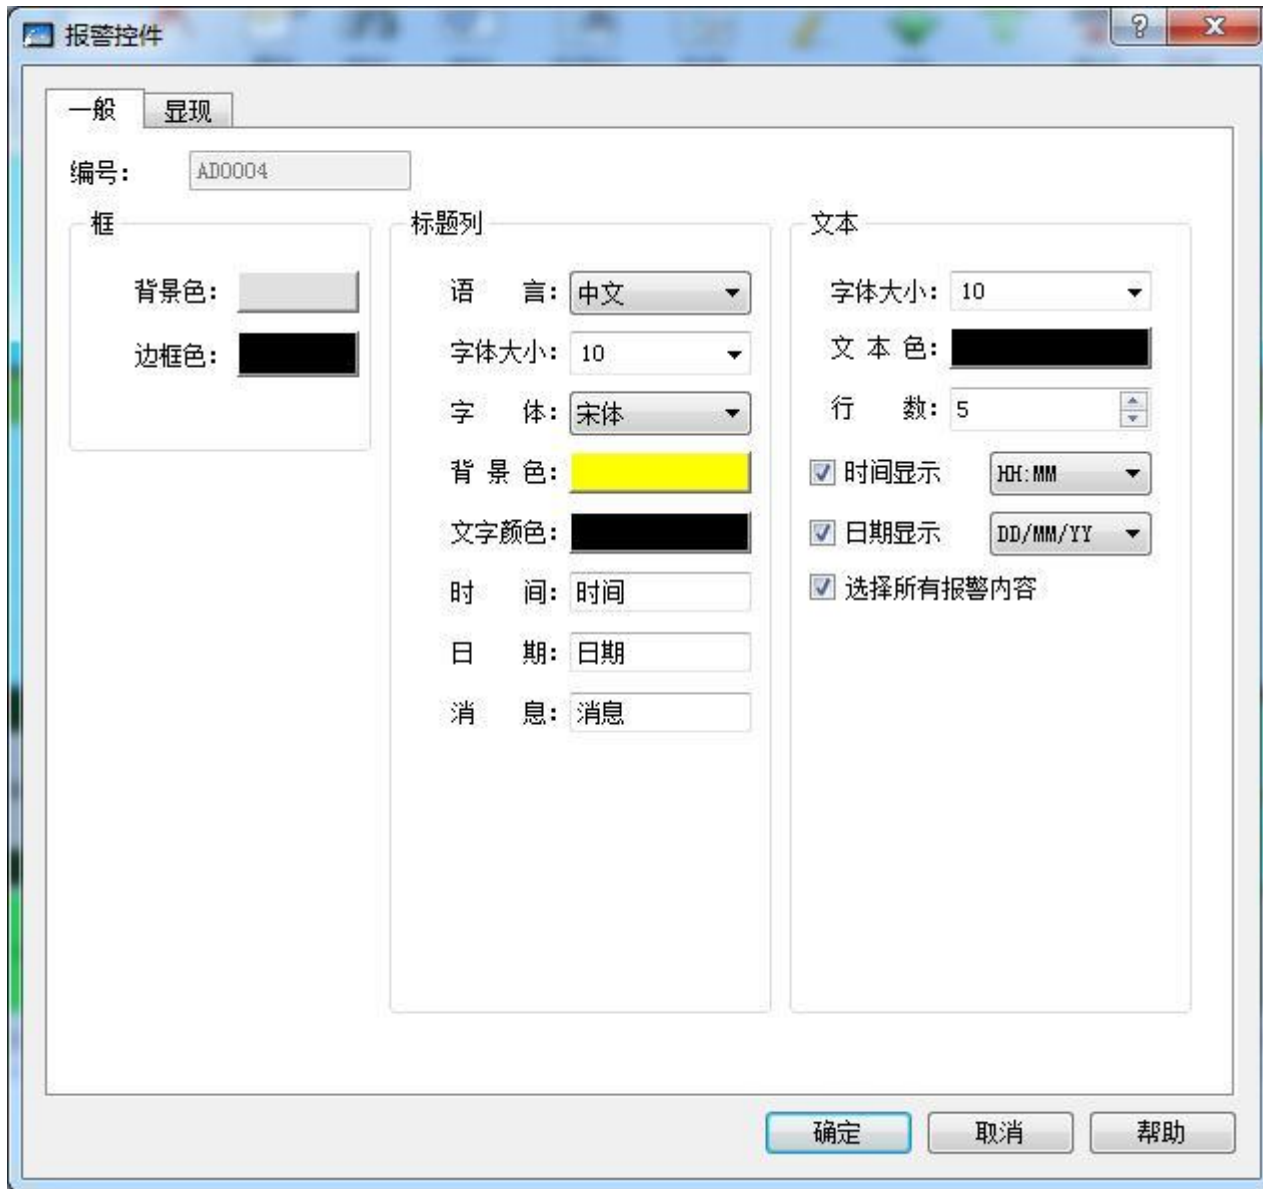 报警控件
一般 显现
编号: AD0004
框
背景色:
边框色:
标题列
语 言: 中文
字体大小: 10
字 体: 宋体
背 景 色:
文字颜色:
时 间: 时间
日 期: 日期
消 息: 消息
文本
字体大小: 10
文 本 色:
行 数: 5
时间显示 HH:MM
日期显示 DD/MM/YY
选择所有报警内容
确定 取消 帮助